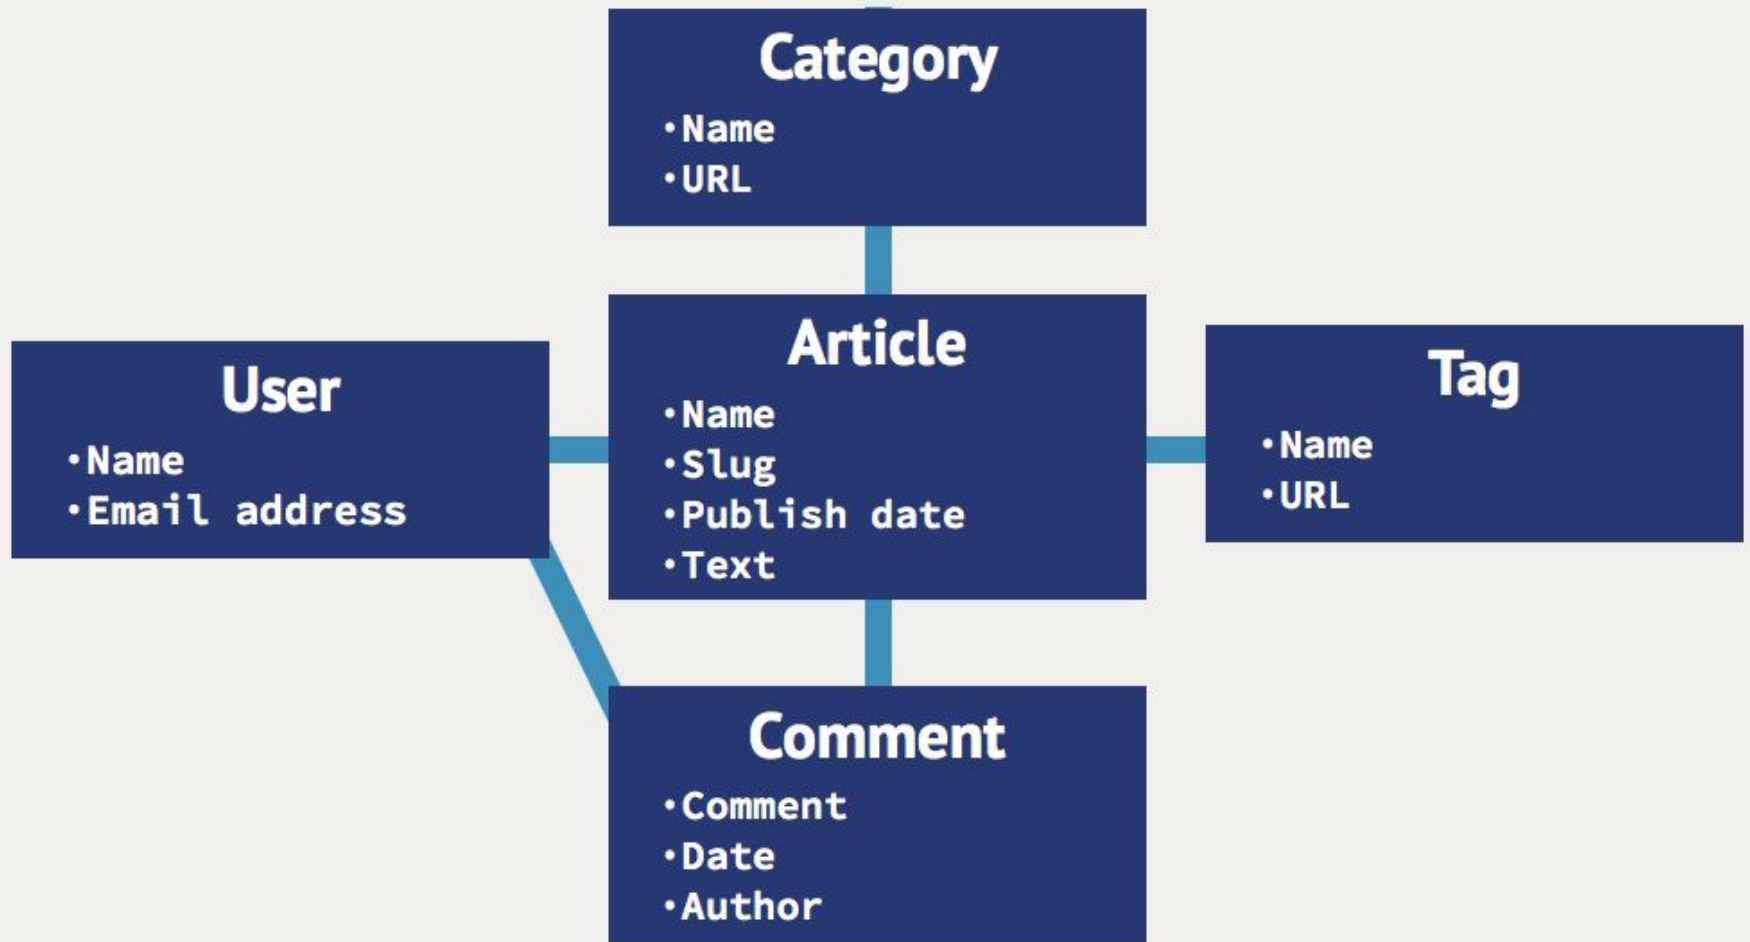 Category
•Name
•URL
User
•Name
•Email address
Article
•Name
•Slug
•Publish date
•Text
Tag
•Name
•URL
Comment
•Comment
•Date
•Author